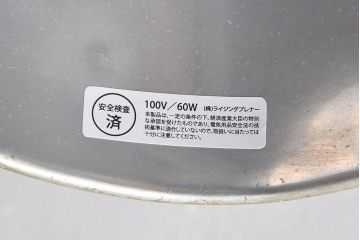 安全検査
済
100V／60W (株)ライジングプレナー
本製品は、一定の条件の下、経済産業大臣の特別
な承認を受けたものであり、電気用品安全法の技
術基準に適合していないので、取扱いに当たっては
十分に注意してください。